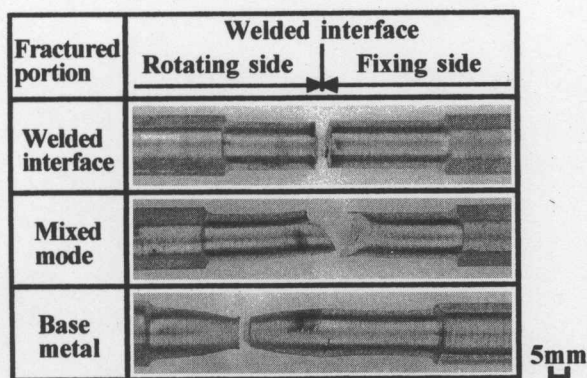 Fractured
portion
Welded interface
Rotating side
Fixing side
Welded
interface
Mixed
mode
Base
metal
5mm